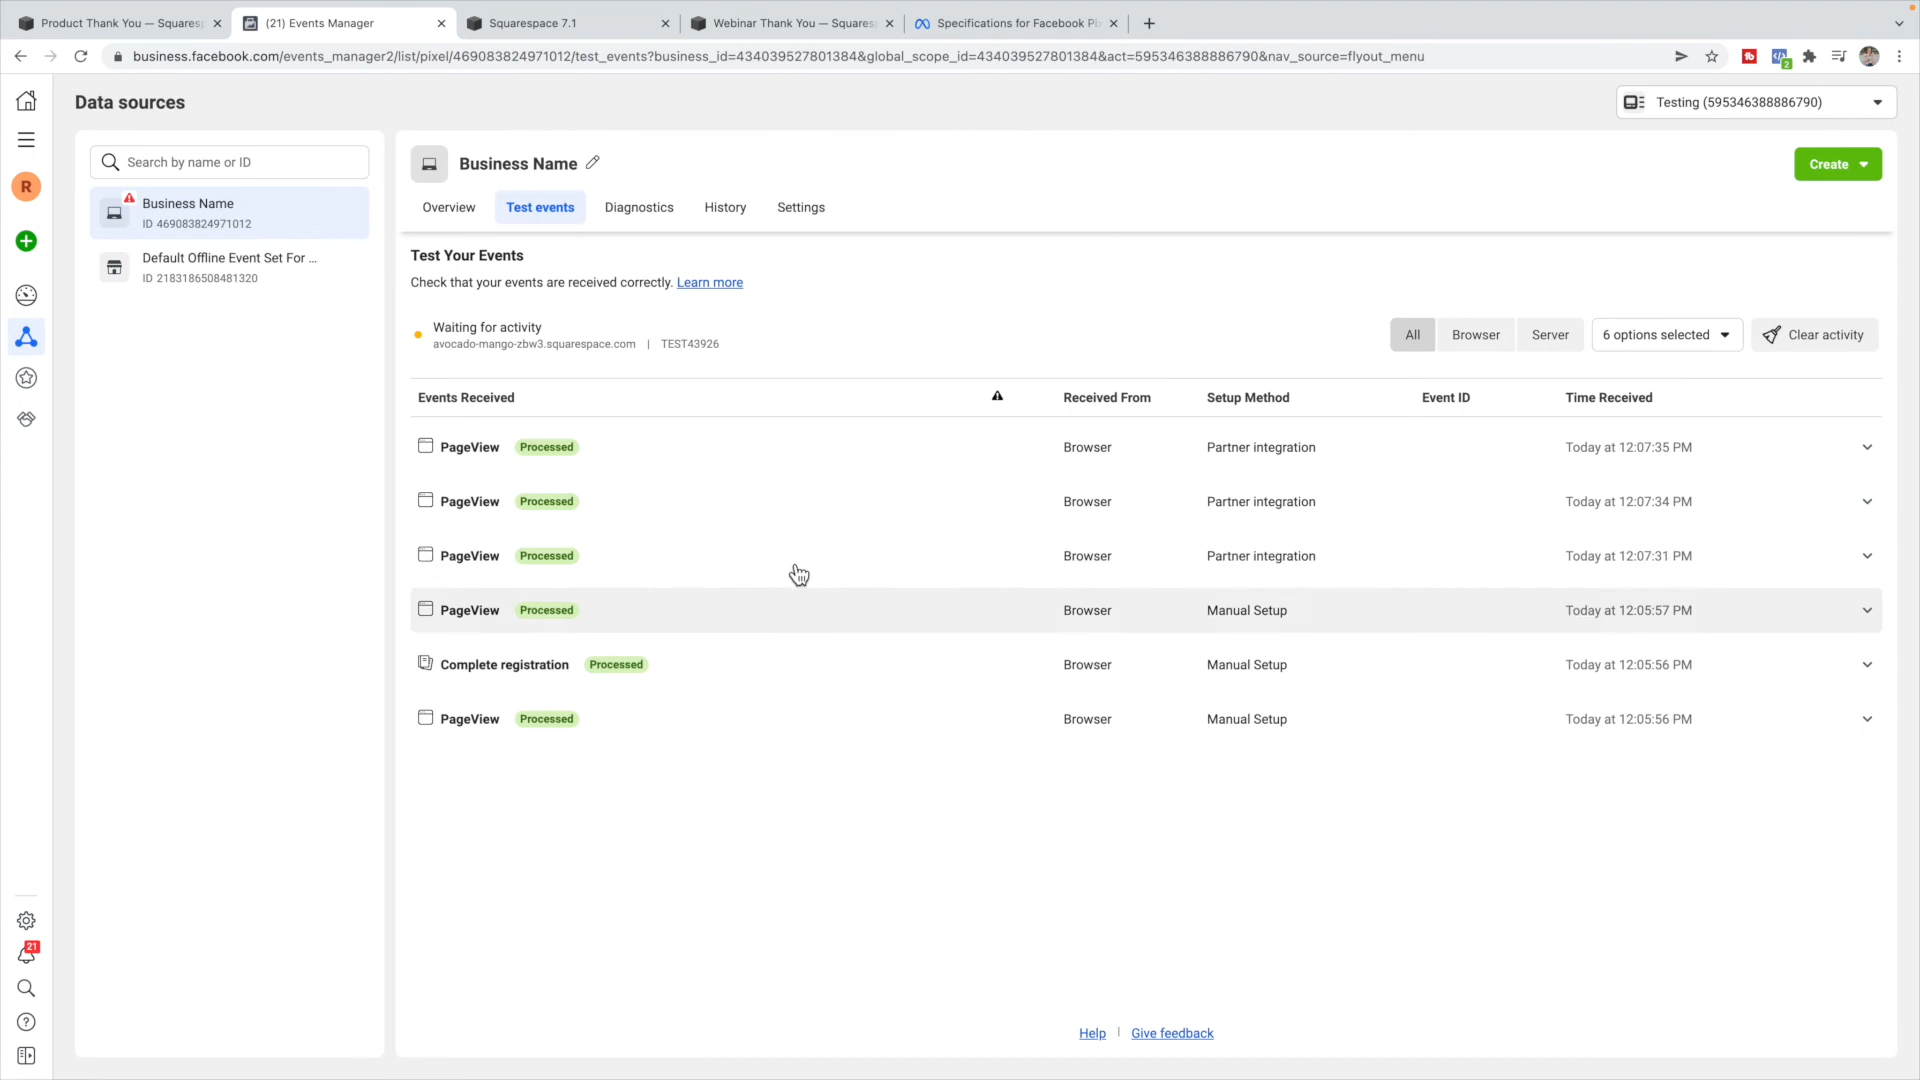 Product Thank You — Squares
(21) Events Manager
Squarespace 7.1
Webinar Thank You — Squares
Specifications for Facebook Pi
business.facebook.com/events_manager2/list/pixel/469083824971012/test_events?business_id=434039527801384&global_scope_id=434039527801384&act=595346388886790&nav_source=flyout_menu
2
Data sources
Testing (595346388886790)
Search by name or ID
R
Business Name
ID 469083824971012
Default Offline Event Set For ...
ID 2183186508481320
Business Name
Create
Overview
Test events
Diagnostics
History
Settings
Test Your Events
Check that your events are received correctly. Learn more
Waiting for activity
avocado-mango-zbw3.squarespace.com | TEST43926
All
Browser
Server
6 options selected
Clear activity
Events Received
Received From
Setup Method
Event ID
Time Received
PageView Processed Browser Partner integration Today at 12:07:35 PM
PageView Processed Browser Partner integration Today at 12:07:34 PM
PageView Processed Browser Partner integration Today at 12:07:31 PM
PageView Processed Browser Manual Setup Today at 12:05:57 PM
Complete registration Processed Browser Manual Setup Today at 12:05:56 PM
PageView Processed Browser Manual Setup Today at 12:05:56 PM
21
Help | Give feedback